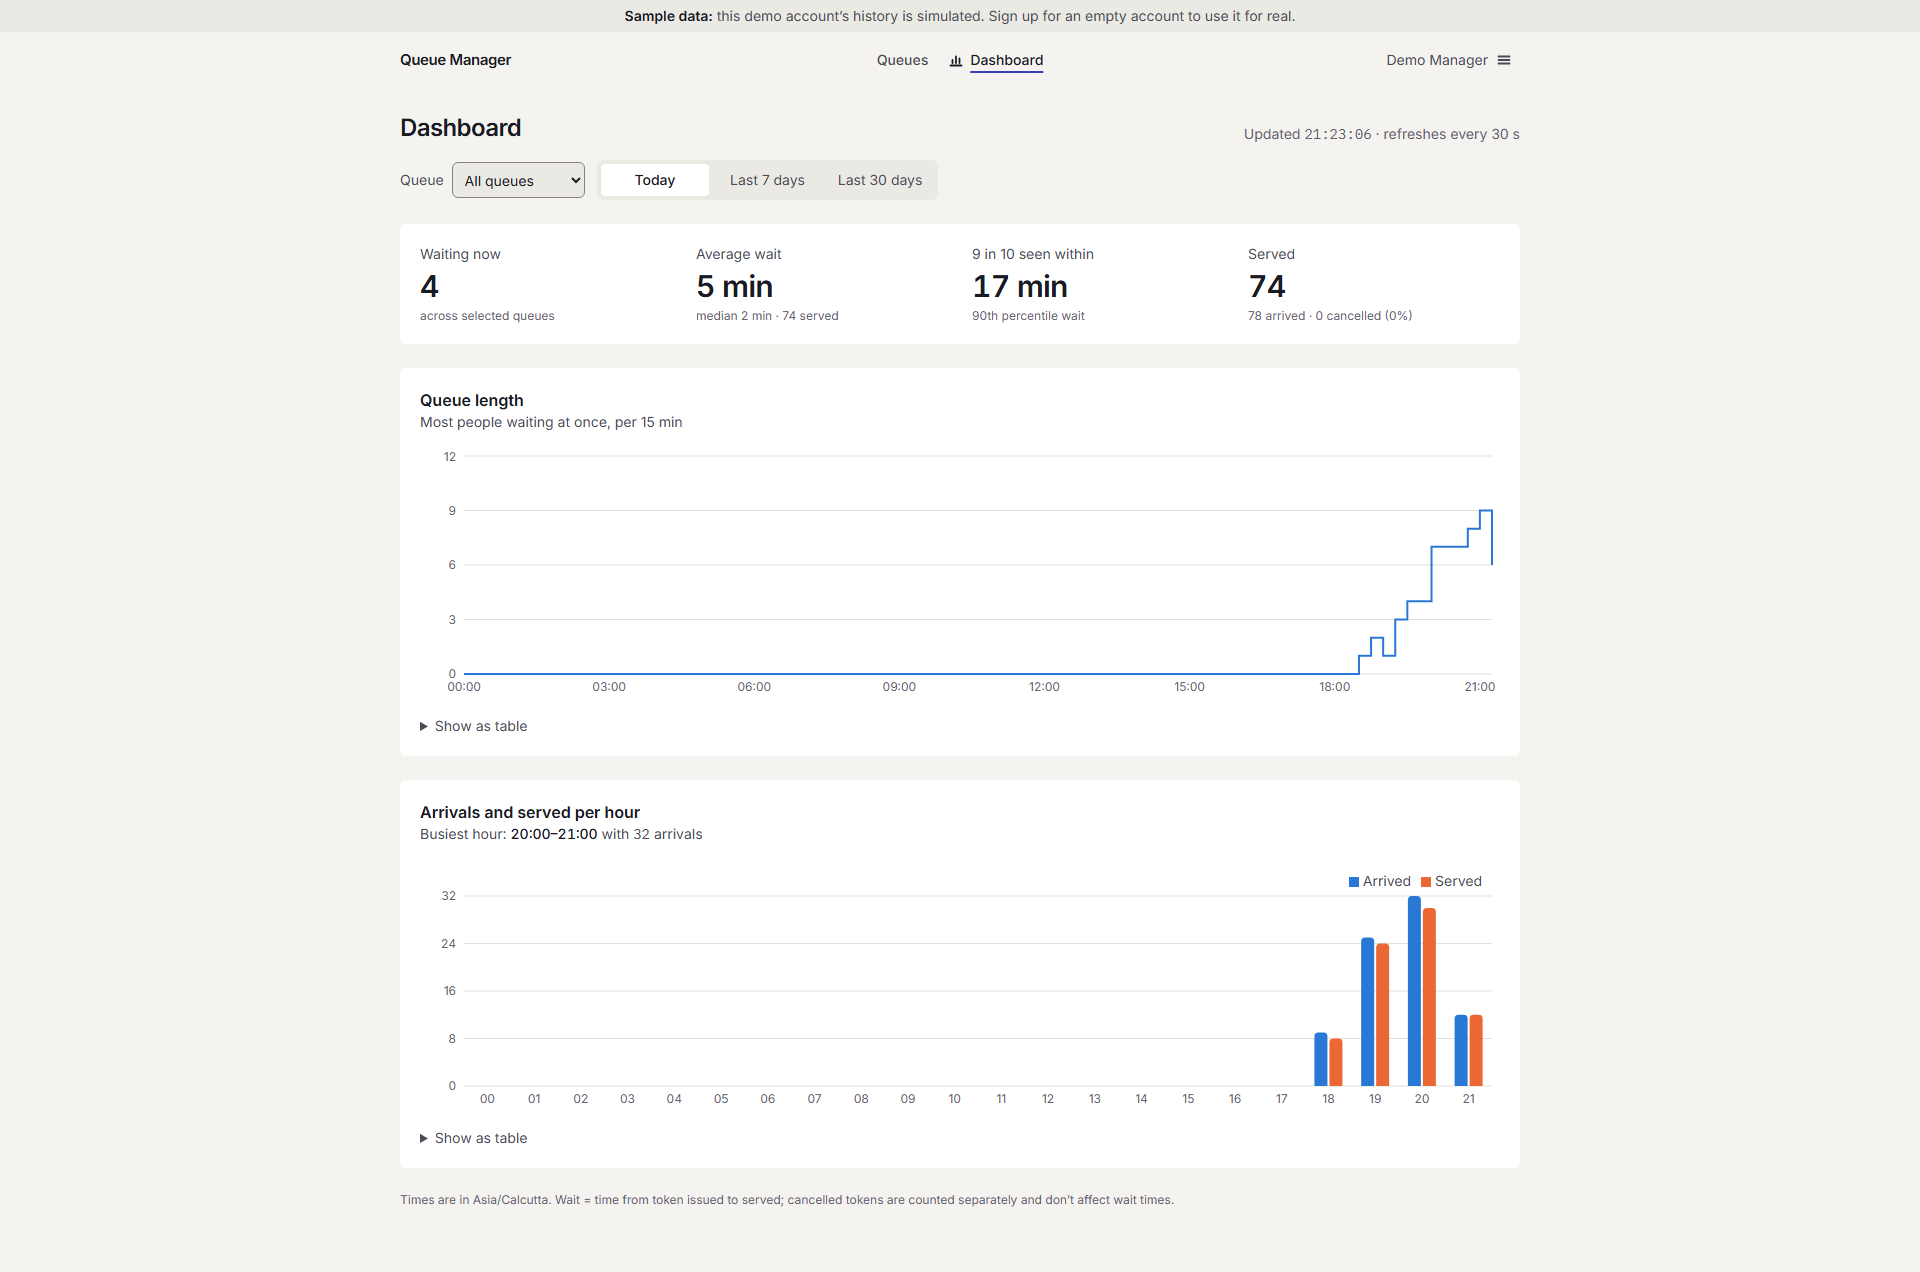 Sample data: this demo account’s history is simulated. Sign up for an empty account to use it for real.
Queue Manager
Queues
Dashboard
Demo Manager
Dashboard
Updated 21:23:06 · refreshes every 30 s
Queue
All queues
Today
Last 7 days
Last 30 days
Waiting now
4
across selected queues
Average wait
5 min
median 2 min · 74 served
9 in 10 seen within
17 min
90th percentile wait
Served
74
78 arrived · 0 cancelled (0%)
Queue length
Most people waiting at once, per 15 min
12
9
6
3
0
00:00 03:00 06:00 09:00 12:00 15:00 18:00 21:00
Show as table
Arrivals and served per hour
Busiest hour: 20:00–21:00 with 32 arrivals
Arrived Served
32
24
16
8
0
00 01 02 03 04 05 06 07 08 09 10 11 12 13 14 15 16 17 18 19 20 21
Show as table
Times are in Asia/Calcutta. Wait = time from token issued to served; cancelled tokens are counted separately and don’t affect wait times.